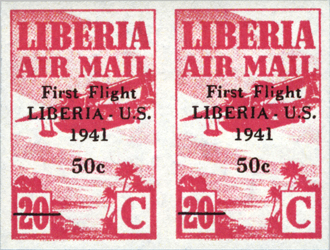 LIBERIA
AIR MAIL
First Flight
LIBERIA - U.S.
1941
50c
20 C
LIBERIA
AIR MAIL
First Flight
LIBERIA - U.S.
1941
50c
20 C